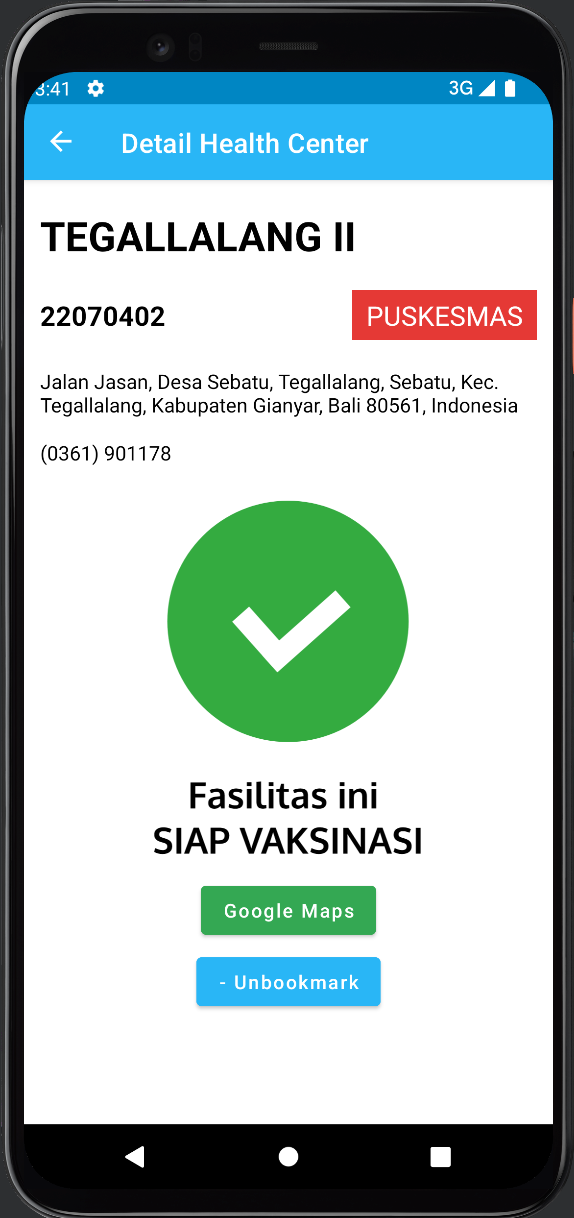 3:41
3G
Detail Health Center
TEGALLALANG II
22070402
PUSKESMAS
Jalan Jasan, Desa Sebatu, Tegallalang, Sebatu, Kec.
Tegallalang, Kabupaten Gianyar, Bali 80561, Indonesia
(0361) 901178
Fasilitas ini
SIAP VAKSINASI
Google Maps
- Unbookmark